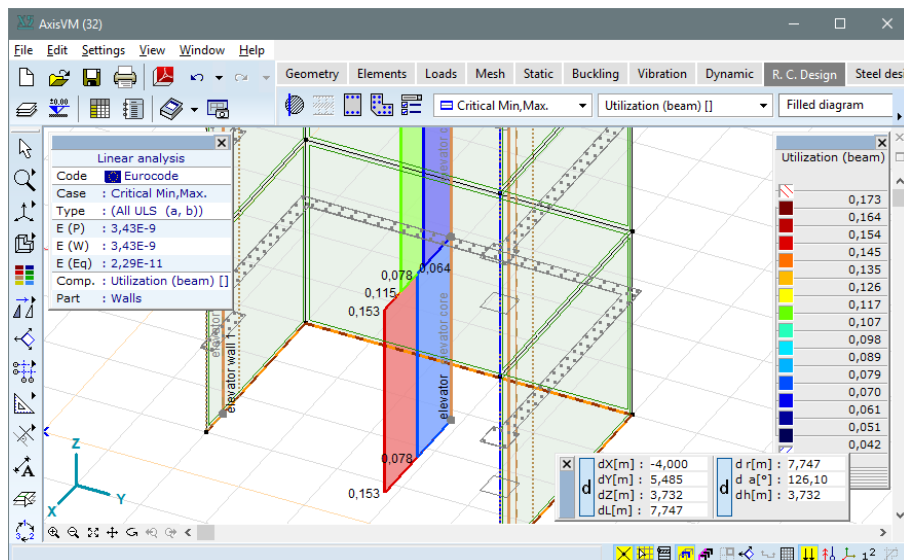 AxisVM (32)
File Edit Settings View Window Help
Geometry Elements Loads Mesh Static Buckling Vibration Dynamic R. C. Design Steel desi
Critical Min,Max. Utilization (beam) [] Filled diagram
Linear analysis
Code : Eurocode
Case : Critical Min,Max.
Type : (All ULS (a, b))
E (P) : 3,43E-9
E (W) : 3,43E-9
E (Eq) : 2,29E-11
Comp. : Utilization (beam) []
Part : Walls
Utilization (beam)
0,173
0,164
0,154
0,145
0,135
0,126
0,117
0,107
0,098
0,089
0,079
0,070
0,061
0,051
0,042
elevator wall 1
elevator
elevator core
0,078
0,064
0,115
0,153
0,078
0,153
Z
Y
X
d
dX[m] : -4,000
dY[m] : 5,485
dZ[m] : 3,732
dL[m] : 7,747
d
d r[m] : 7,747
d a[°] : 126,10
dh[m] : 3,732